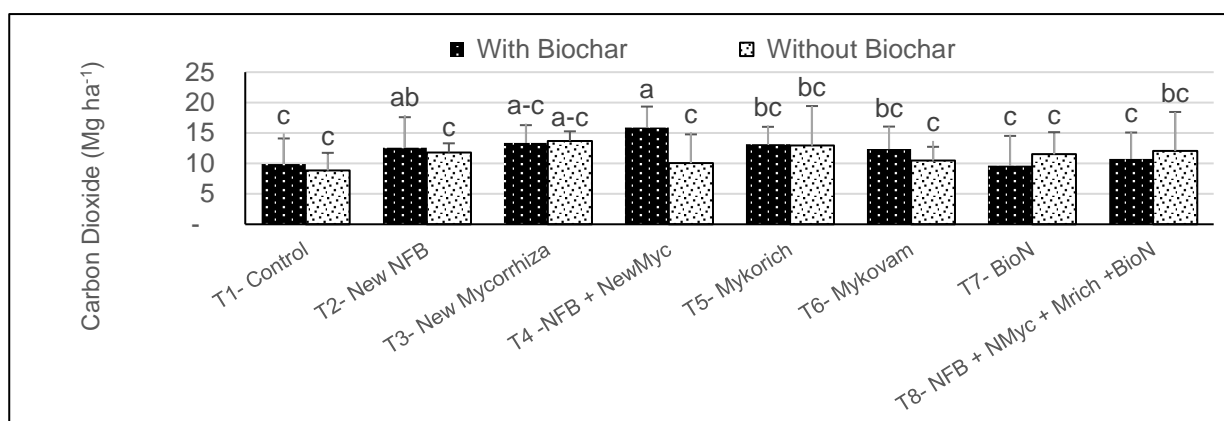 With Biochar Without Biochar
Carbon Dioxide (Mg ha-1)
25
20
15
10
5
-
c c ab c a-c a-c a c bc bc bc c c c c bc
T1- Control
T2- New NFB
T3- New Mycorrhiza
T4 -NFB + NewMyc
T5- Mykorich
T6- Mykovam
T7- BioN
T8- NFB + NMyc + Mrich +BioN